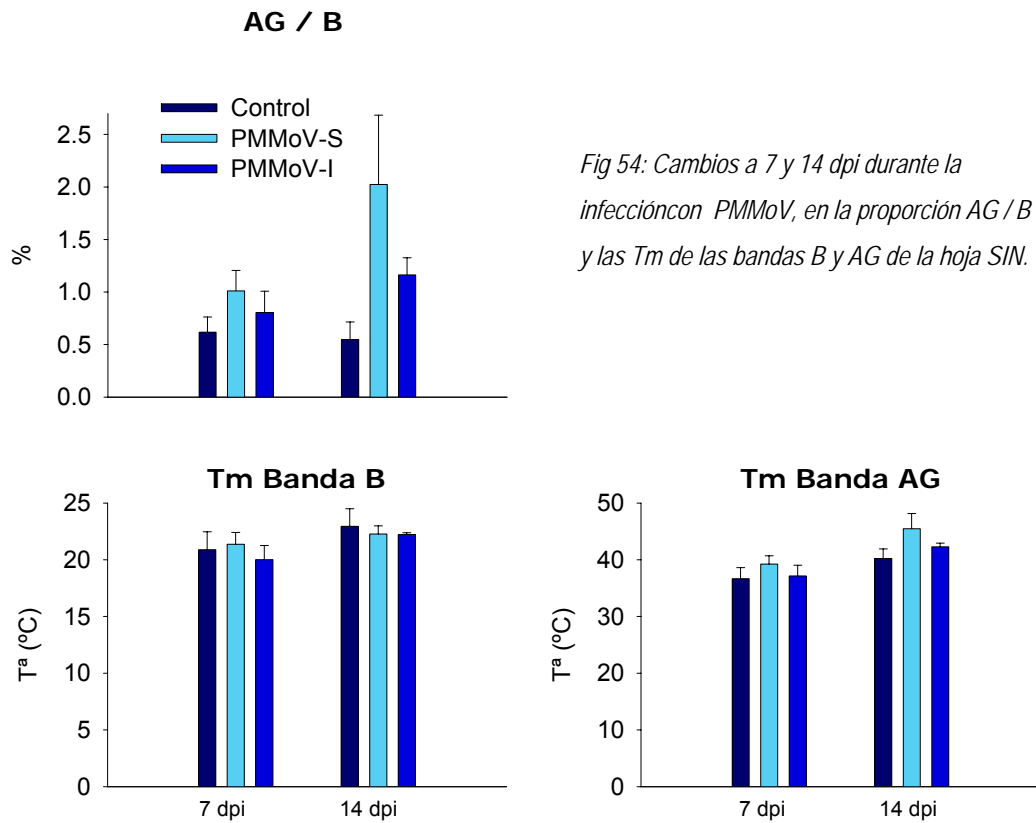 AG / B
Control
PMMoV-S
PMMoV-I
2.5
2.0
1.5
1.0
0.5
0.0
%
Fig 54: Cambios a 7 y 14 dpi durante la
infeccióncon PMMoV, en la proporción AG / B
y las Tm de las bandas B y AG de la hoja SIN.
Tm Banda B
25
20
15
10
5
0
Tª (ºC)
7 dpi
14 dpi
Tm Banda AG
50
40
30
20
10
0
Tª (ºC)
7 dpi
14 dpi